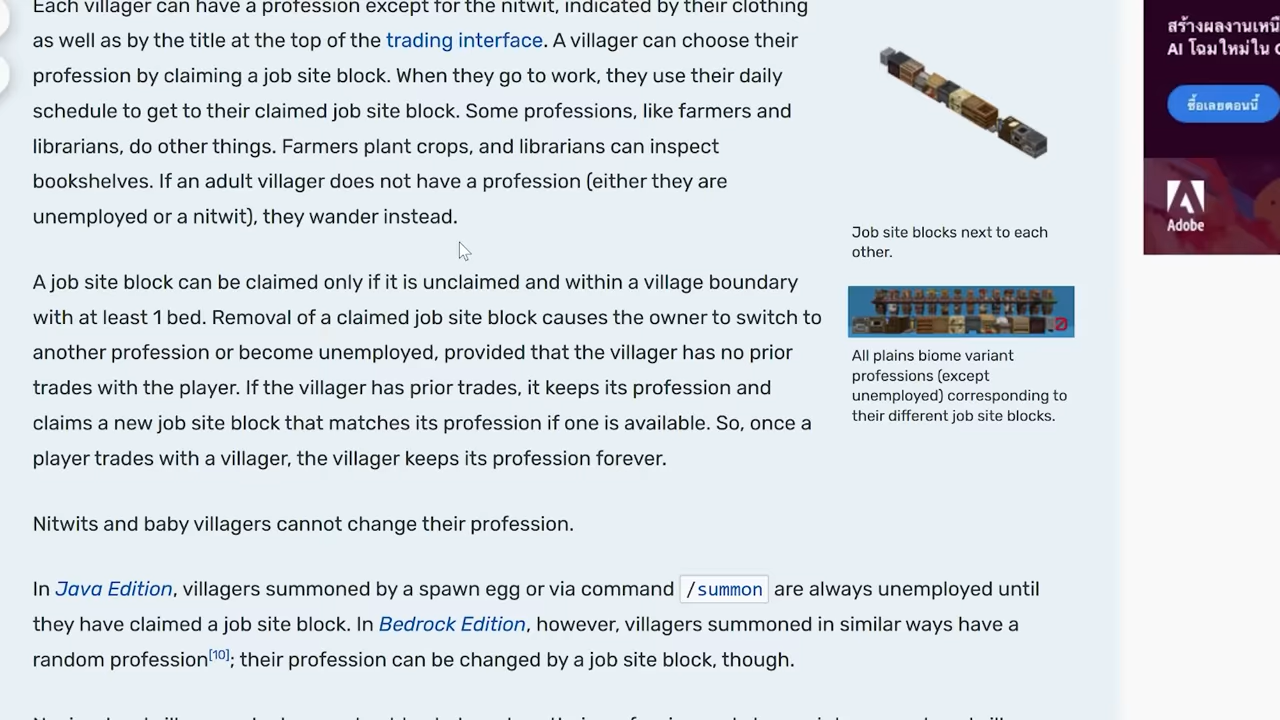 Each villager can have a profession except for the nitwit, indicated by their clothing
as well as by the title at the top of the trading interface. A villager can choose their
profession by claiming a job site block. When they go to work, they use their daily
schedule to get to their claimed job site block. Some professions, like farmers and
librarians, do other things. Farmers plant crops, and librarians can inspect
bookshelves. If an adult villager does not have a profession (either they are
unemployed or a nitwit), they wander instead.
A job site block can be claimed only if it is unclaimed and within a village boundary
with at least 1 bed. Removal of a claimed job site block causes the owner to switch to
another profession or become unemployed, provided that the villager has no prior
trades with the player. If the villager has prior trades, it keeps its profession and
claims a new job site block that matches its profession if one is available. So, once a
player trades with a villager, the villager keeps its profession forever.
Nitwits and baby villagers cannot change their profession.
In Java Edition, villagers summoned by a spawn egg or via command /summon are always unemployed until
they have claimed a job site block. In Bedrock Edition, however, villagers summoned in similar ways have a
random profession[10]; their profession can be changed by a job site block, though.
Job site blocks next to each
other.
All plains biome variant
professions (except
unemployed) corresponding to
their different job site blocks.
สร้างผลงานเหนื
AI โฉมใหม่ใน
ซื้อเลยตอนนี้
Adobe